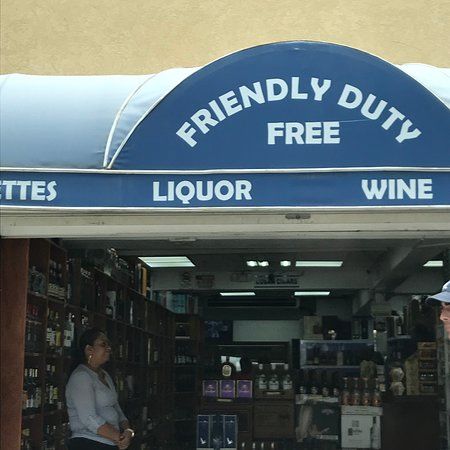 FRIENDLY DUTY
FREE
ETTES LIQUOR WINE